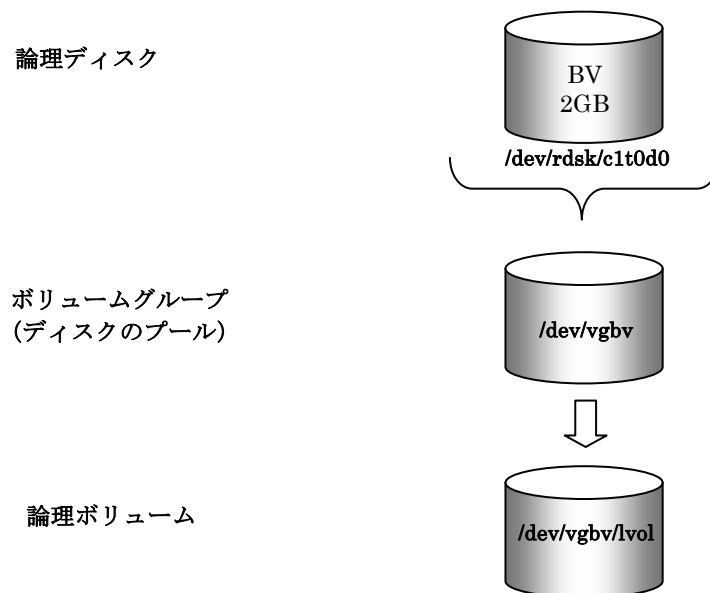 論理ディスク
BV
2GB
/dev/rdsk/c1t0d0
ボリュームグループ
(ディスクのプール)
/dev/vgbv
論理ボリューム
/dev/vgbv/lvol